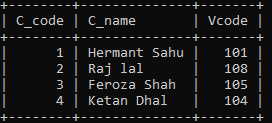 C_code | C_name | Vcode
1 | Hermant Sahu | 101
2 | Raj lal | 108
3 | Feroza Shah | 105
4 | Ketan Dhal | 104